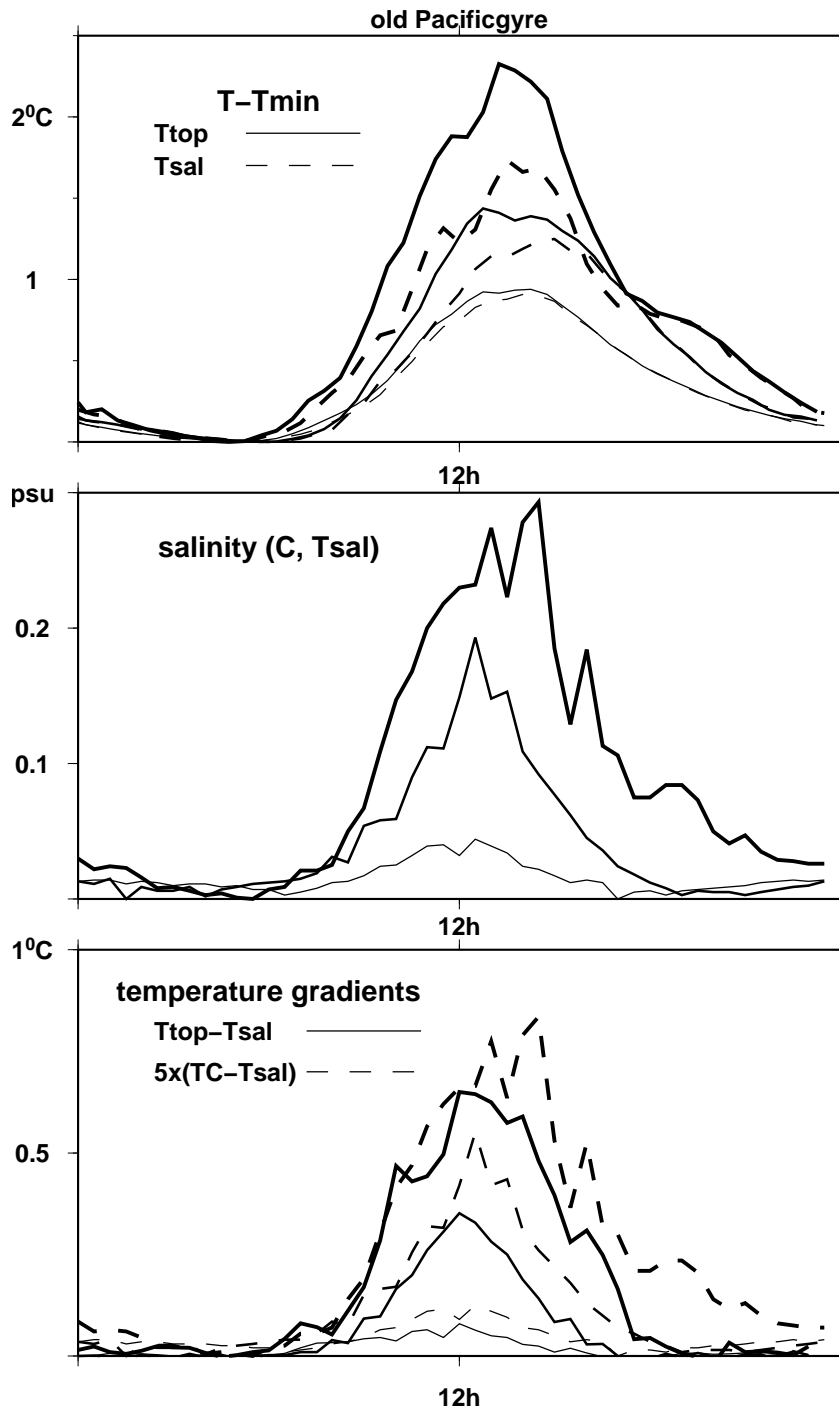 old Pacificgyre
T−Tmin
2⁰C
Ttop
Tsal
1
12h
psu
salinity (C, Tsal)
0.2
0.1
12h
1⁰C
temperature gradients
Ttop−Tsal
5x(TC−Tsal)
0.5
12h